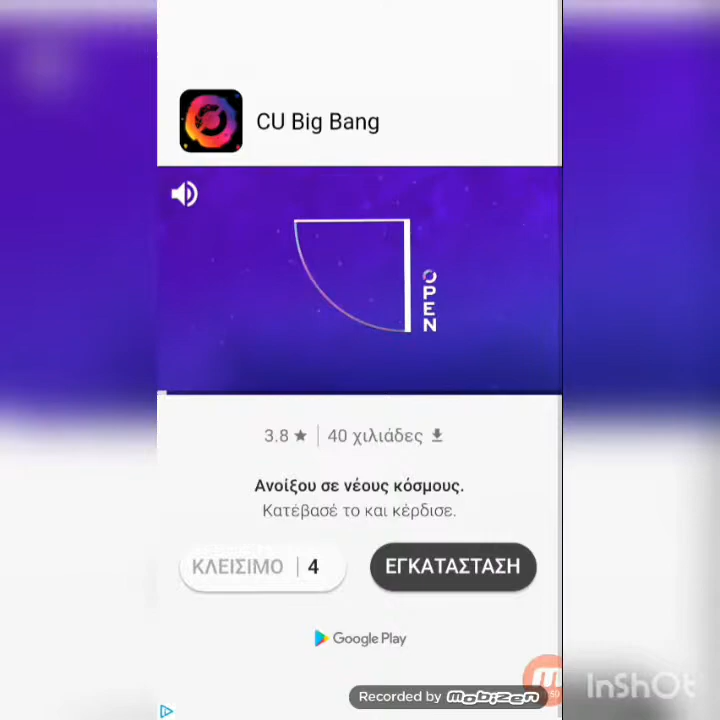 CU Big Bang
OPEN
3.8 ★ | 40 χιλιάδες
Ανοίξου σε νέους κόσμους.
Κατέβασέ το και κέρδισε.
ΚΛΕΙΣΙΜΟ | 4
ΕΓΚΑΤΑΣΤΑΣΗ
Google Play
Recorded by Mobizen
InShOt